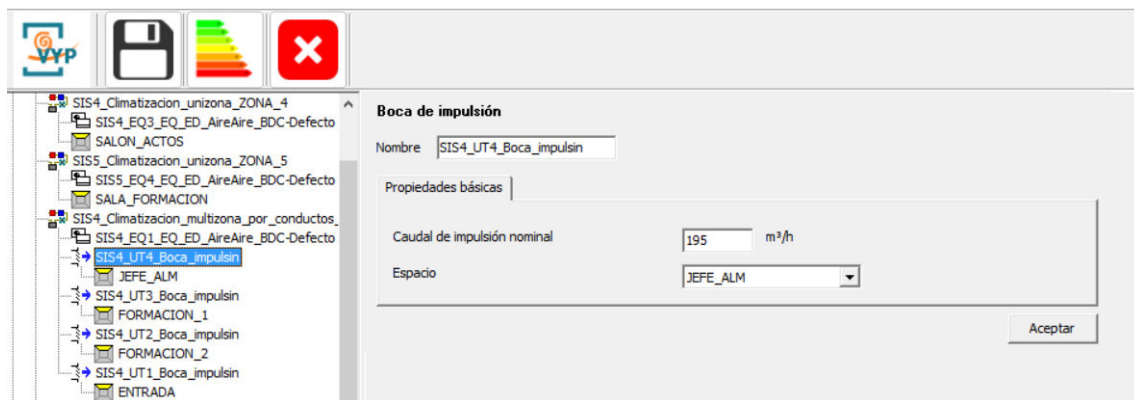 VYP
SIS4_Climatizacion_unizona_ZONA_4
SIS4_EQ3_EQ_ED_AireAire_BDC-Defecto
SALON_ACTOS
SIS5_Climatizacion_unizona_ZONA_5
SIS5_EQ4_EQ_ED_AireAire_BDC-Defecto
SALA_FORMACION
SIS4_Climatizacion_multizona_por_conductos_
SIS4_EQ1_EQ_ED_AireAire_BDC-Defecto
SIS4_UT4_Boca_impulsin
JEFE_ALM
SIS4_UT3_Boca_impulsin
FORMACION_1
SIS4_UT2_Boca_impulsin
FORMACION_2
SIS4_UT1_Boca_impulsin
ENTRADA
Boca de impulsión
Nombre SIS4_UT4_Boca_impulsin
Propiedades básicas
Caudal de impulsión nominal 195 m³/h
Espacio JEFE_ALM
Aceptar